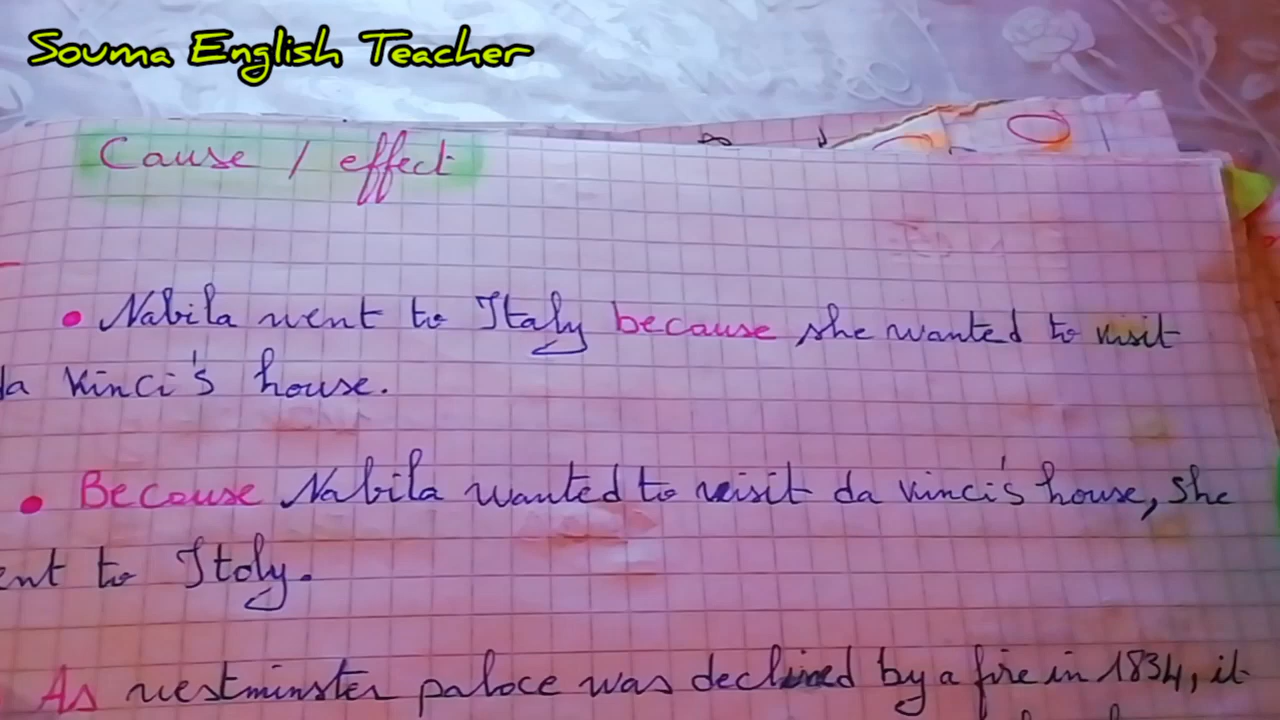 Souma English Teacher
Cause / effect
• Nabila went to Italy because she wanted to visit
da Vinci's house.
• Because Nabila wanted to visit da Vinci's house, she
ent to Italy.
As westminster palace was declined by a fire in 1834, it